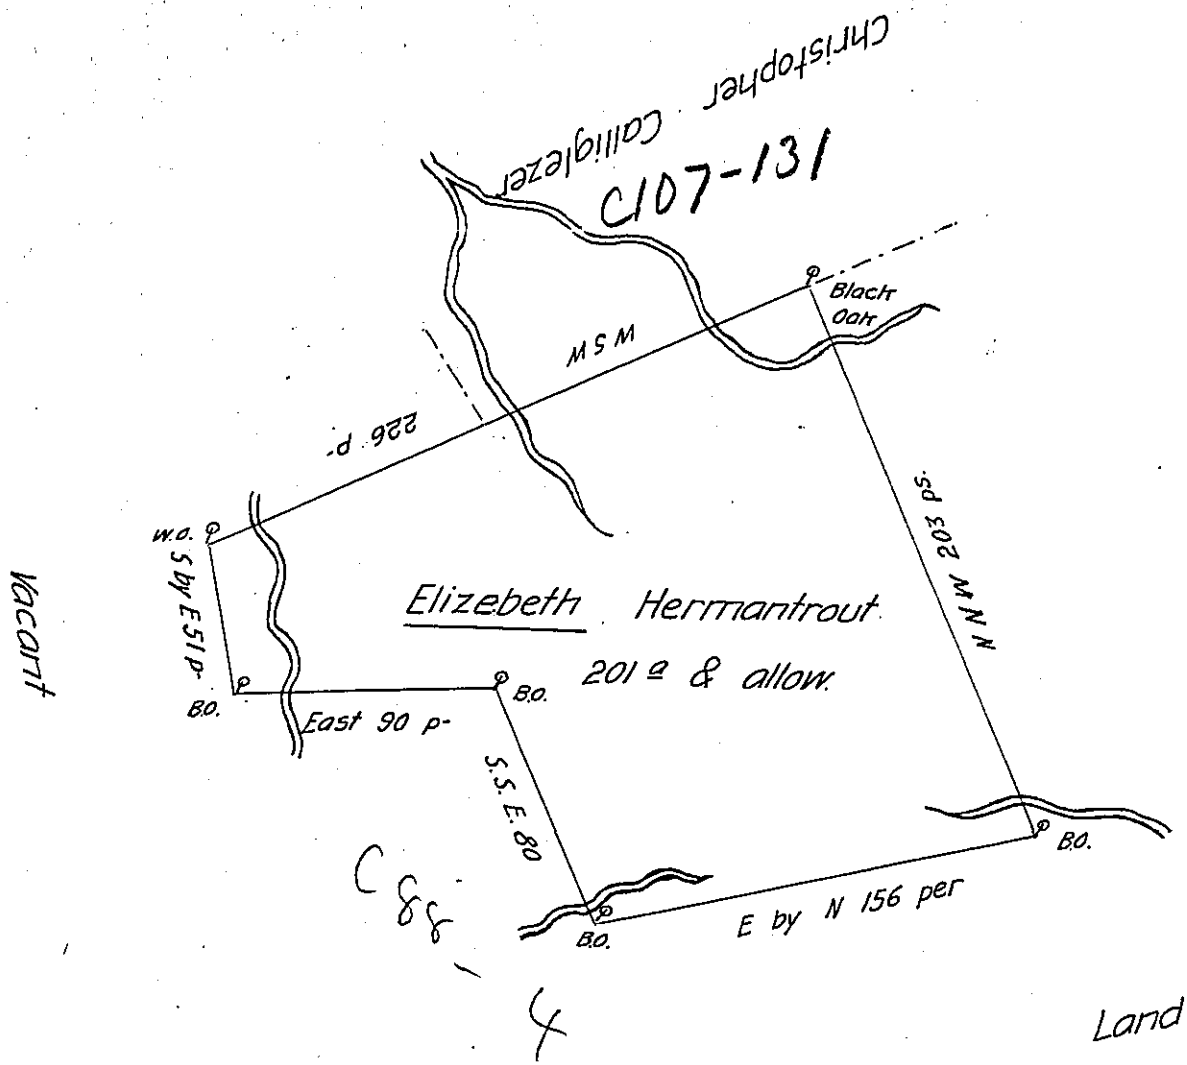 Christopher Calliglezer
C107-131
Black
Oak
W S W
226 p-
N N W 203 ps.
W.O.
S by E 51 p-
Vacant
Elizebeth Hermantrout
201 a & allow.
B.O.
East 90 p-
B.O.
S.S.E. 80
B.O.
E by N 156 per
B.O.
C 88 - 4
Land